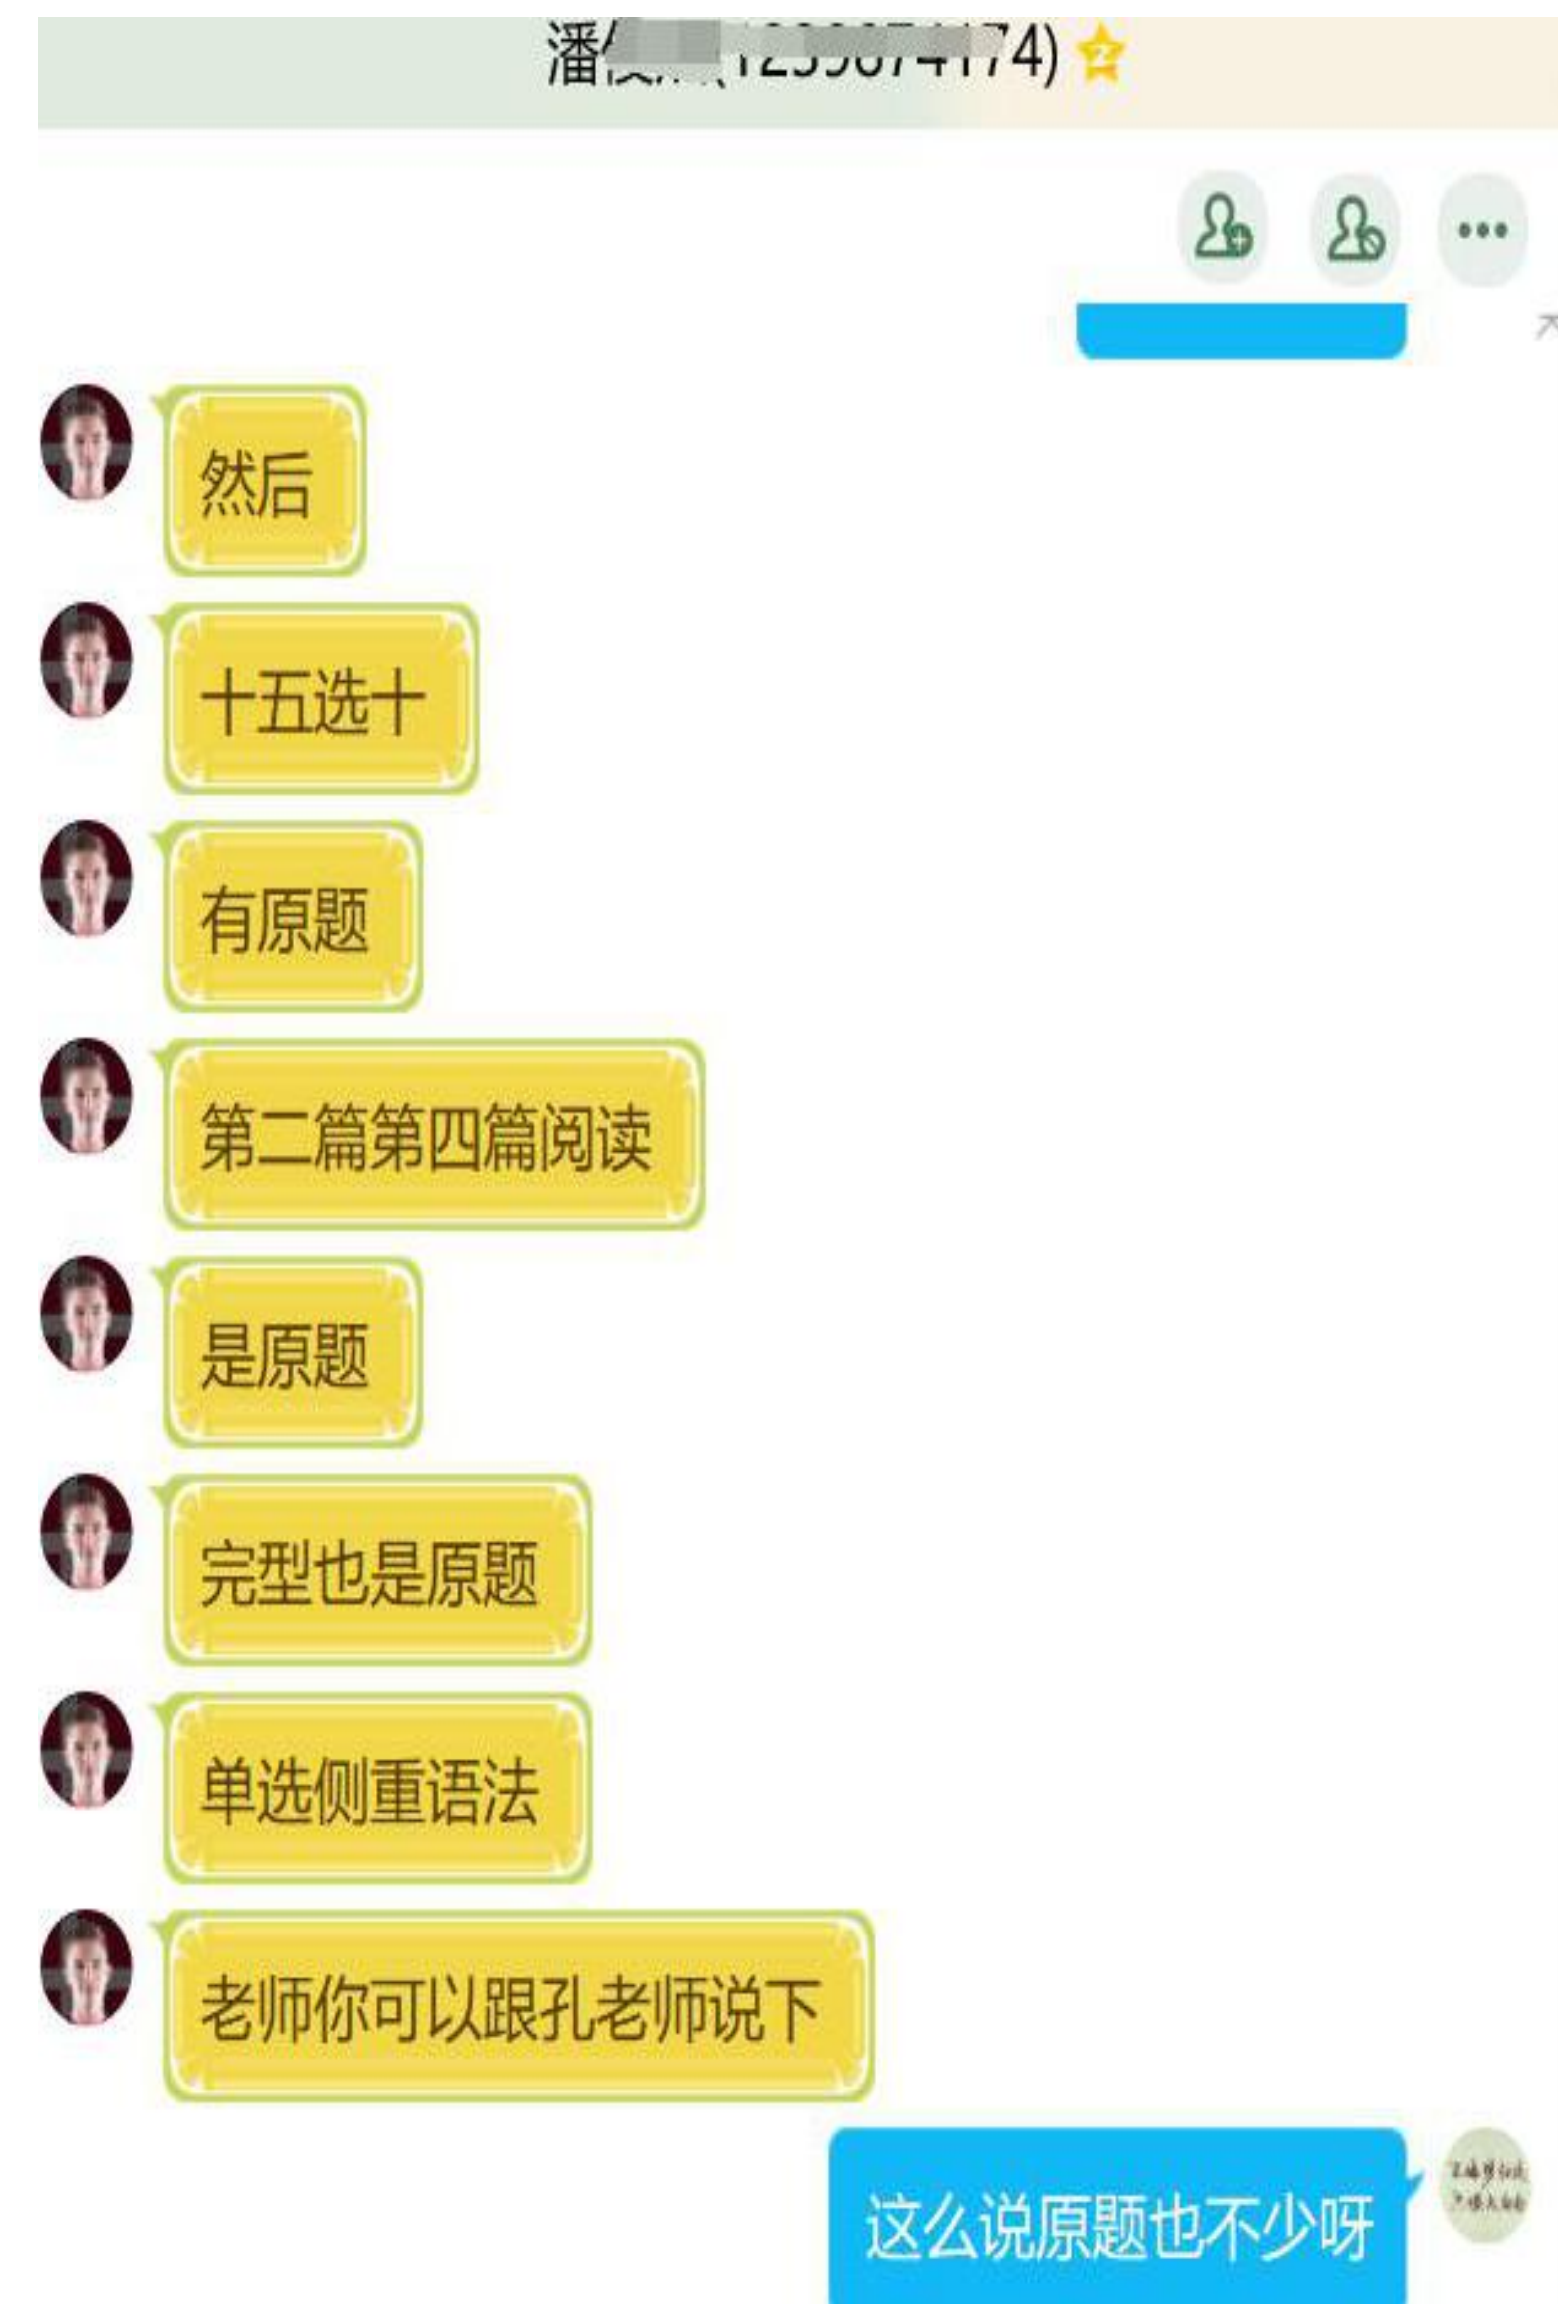 潘
74)
然后
十五选十
有原题
第二篇第四篇阅读
是原题
完型也是原题
单选侧重语法
老师你可以跟孔老师说下
这么说原题也不少呀